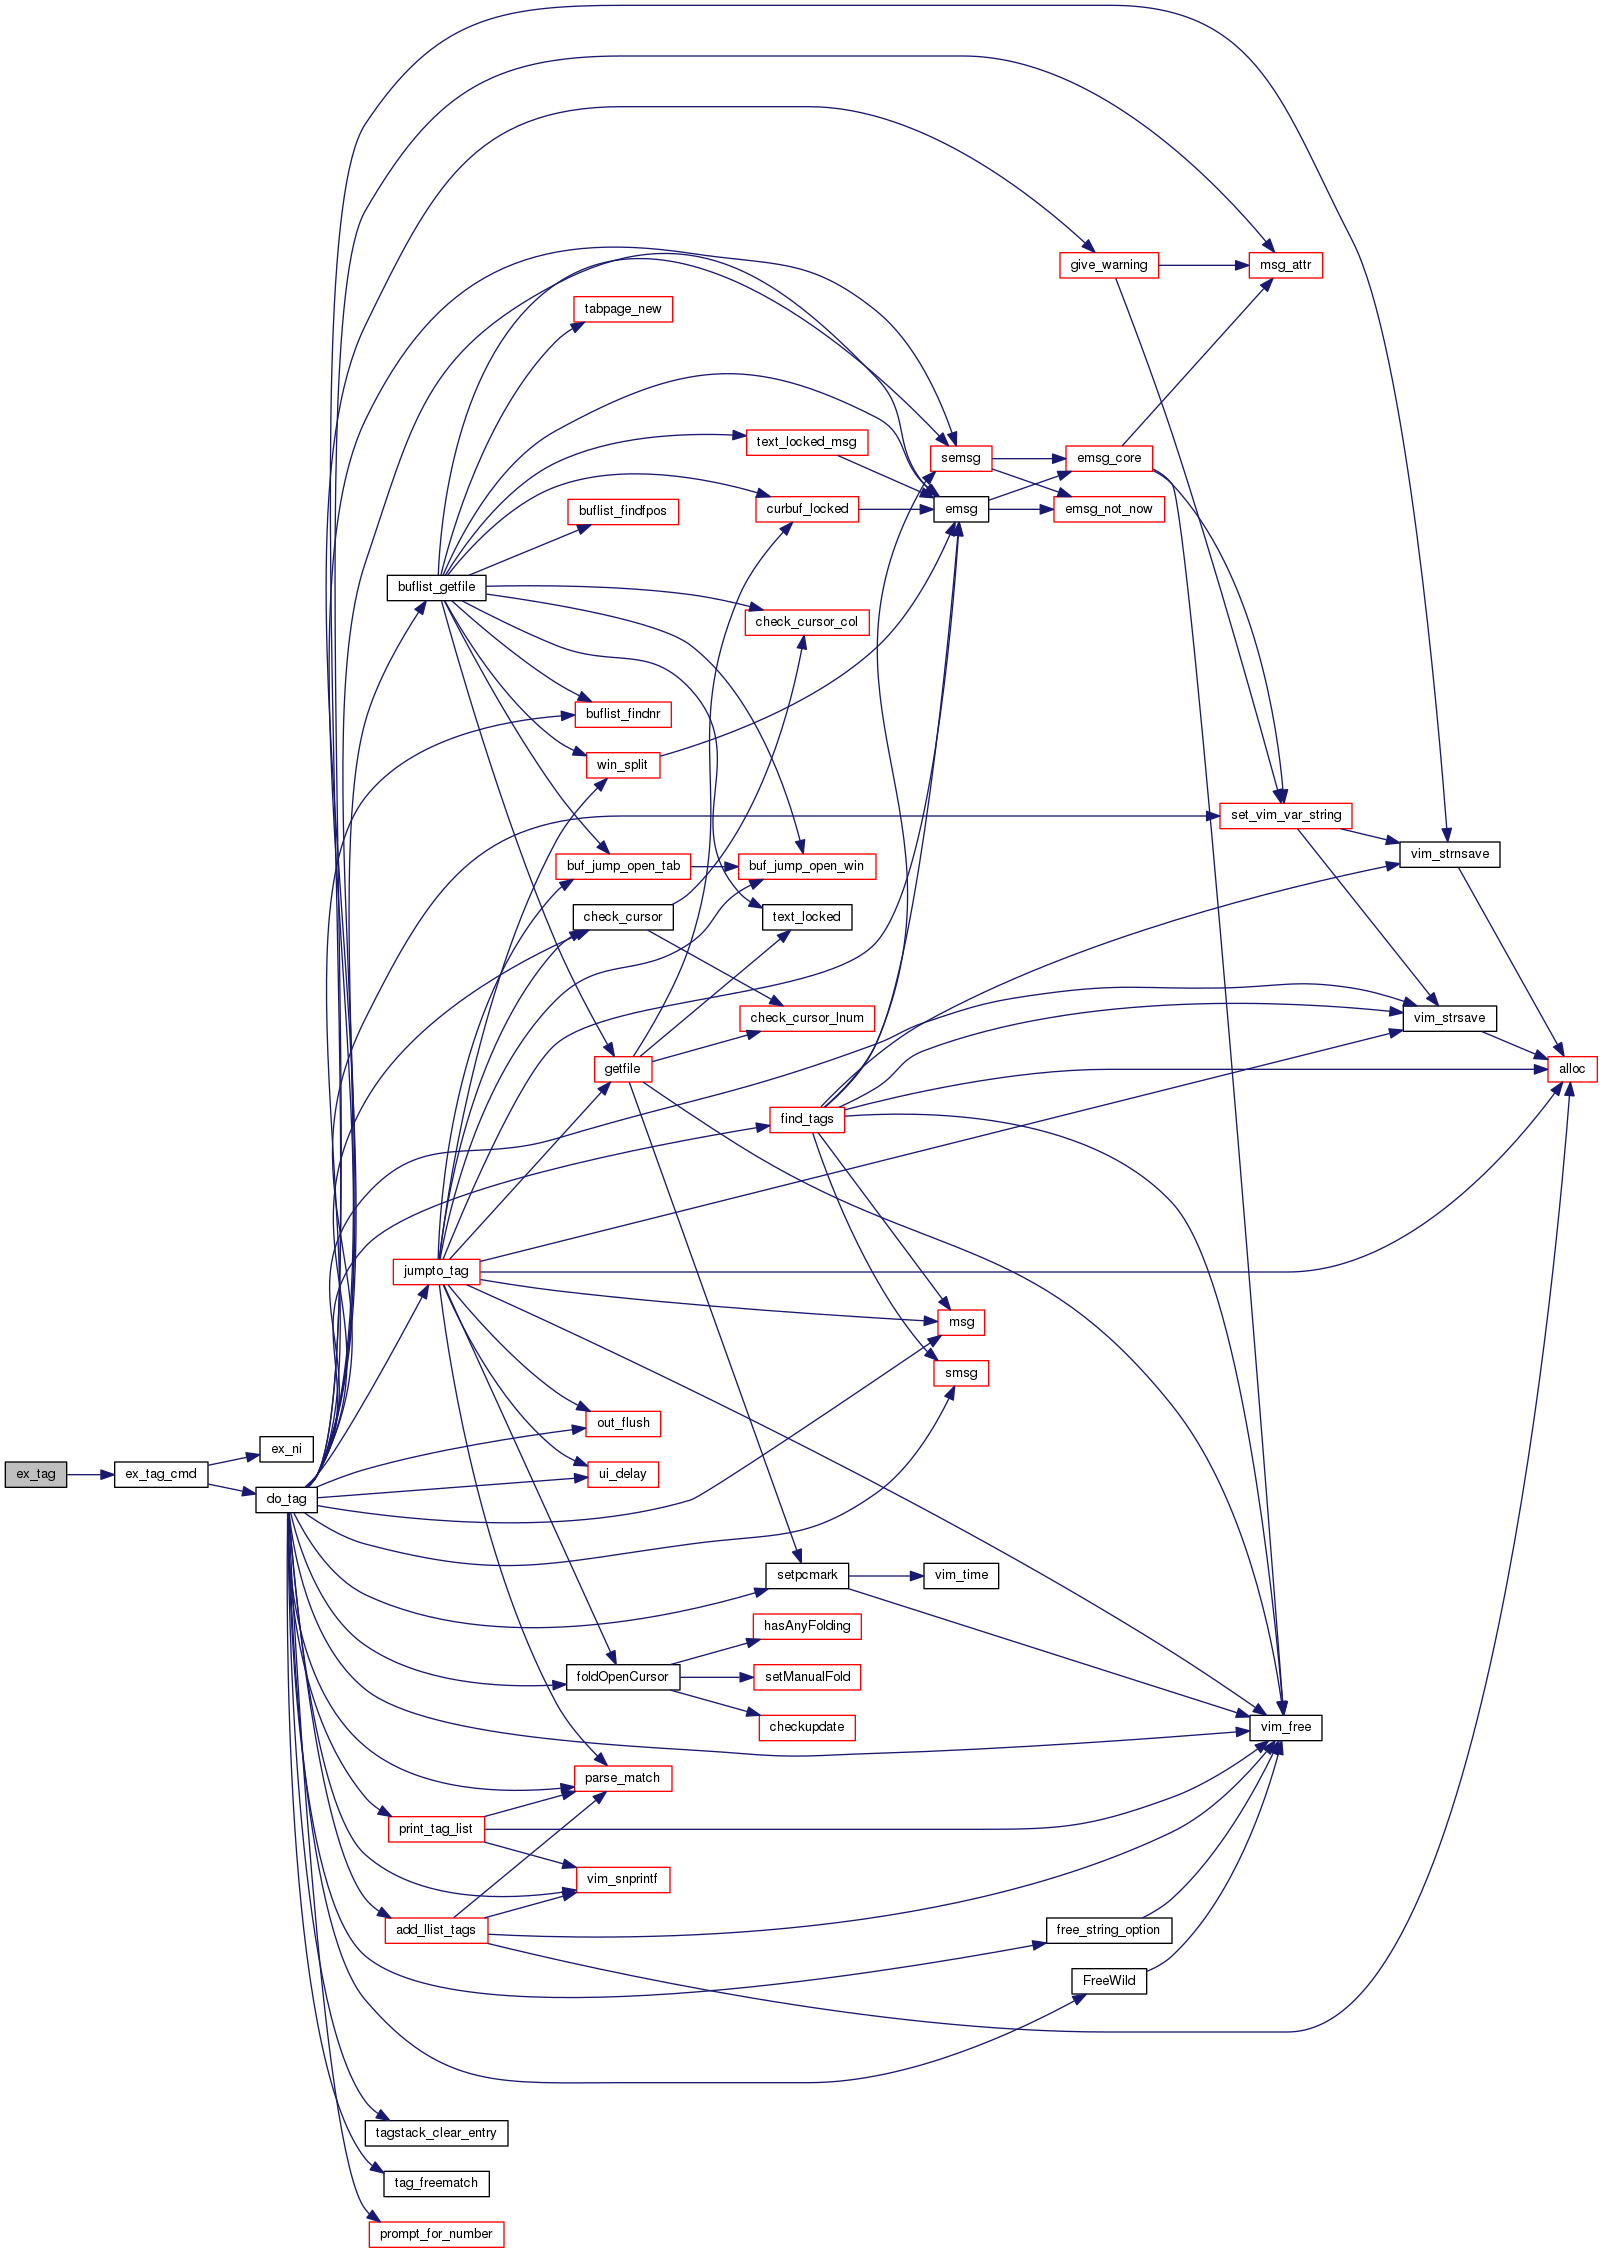 give_warning
msg_attr
tabpage_new
text_locked_msg
semsg
emsg_core
buflist_findfpos
curbuf_locked
emsg
emsg_not_now
buflist_getfile
check_cursor_col
buflist_findnr
win_split
set_vim_var_string
vim_strnsave
buf_jump_open_tab
buf_jump_open_win
check_cursor
text_locked
check_cursor_lnum
vim_strsave
getfile
alloc
find_tags
jumpto_tag
msg
smsg
out_flush
ex_ni
ex_tag
ex_tag_cmd
ui_delay
do_tag
setpcmark
vim_time
hasAnyFolding
foldOpenCursor
setManualFold
checkupdate
vim_free
parse_match
print_tag_list
vim_snprintf
add_llist_tags
free_string_option
FreeWild
tagstack_clear_entry
tag_freematch
prompt_for_number